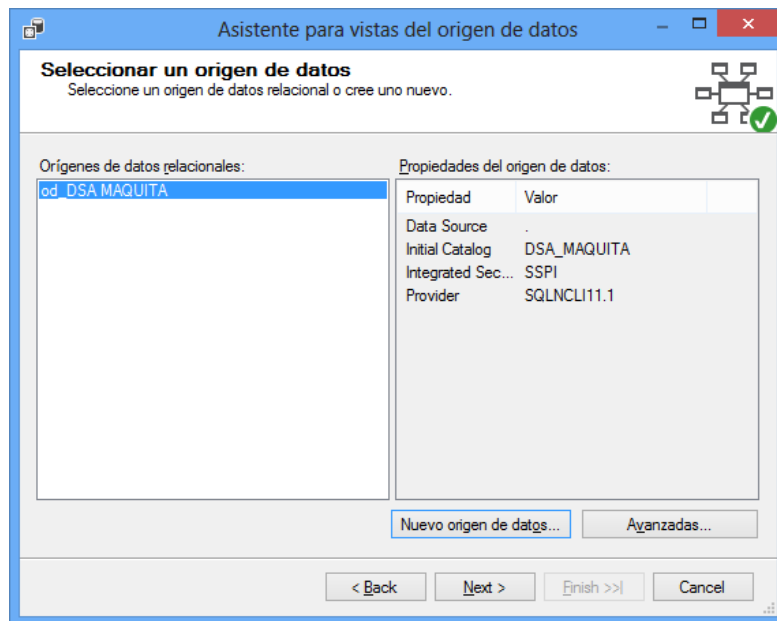 Asistente para vistas del origen de datos
Seleccionar un origen de datos
Seleccione un origen de datos relacional o cree uno nuevo.
Orígenes de datos relacionales:
od_DSA MAQUITA
Propiedades del origen de datos:
Propiedad Valor
Data Source .
Initial Catalog DSA_MAQUITA
Integrated Sec... SSPI
Provider SQLNCLI11.1
Nuevo origen de datos... Avanzadas...
< Back Next > Finish >>| Cancel